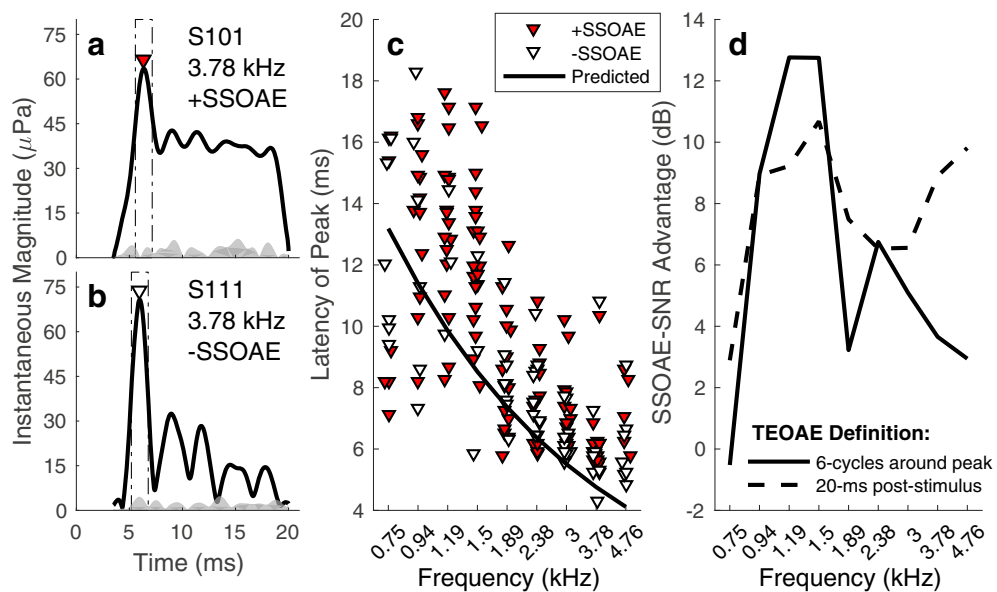 a
S101
3.78 kHz
+SSOAE
75
60
45
30
15
0
b
S111
3.78 kHz
-SSOAE
75
60
45
30
15
0
0 5 10 15 20
Time (ms)
Instantaneous Magnitude (μPa)
c
+SSOAE
-SSOAE
Predicted
20
18
16
14
12
10
8
6
4
Latency of Peak (ms)
0.75 0.94 1.19 1.5 1.89 2.38 3 3.78 4.76
Frequency (kHz)
d
14
12
10
8
6
4
2
0
-2
SSOAE-SNR Advantage (dB)
TEOAE Definition:
6-cycles around peak
20-ms post-stimulus
0.75 0.94 1.19 1.5 1.89 2.38 3 3.78 4.76
Frequency (kHz)